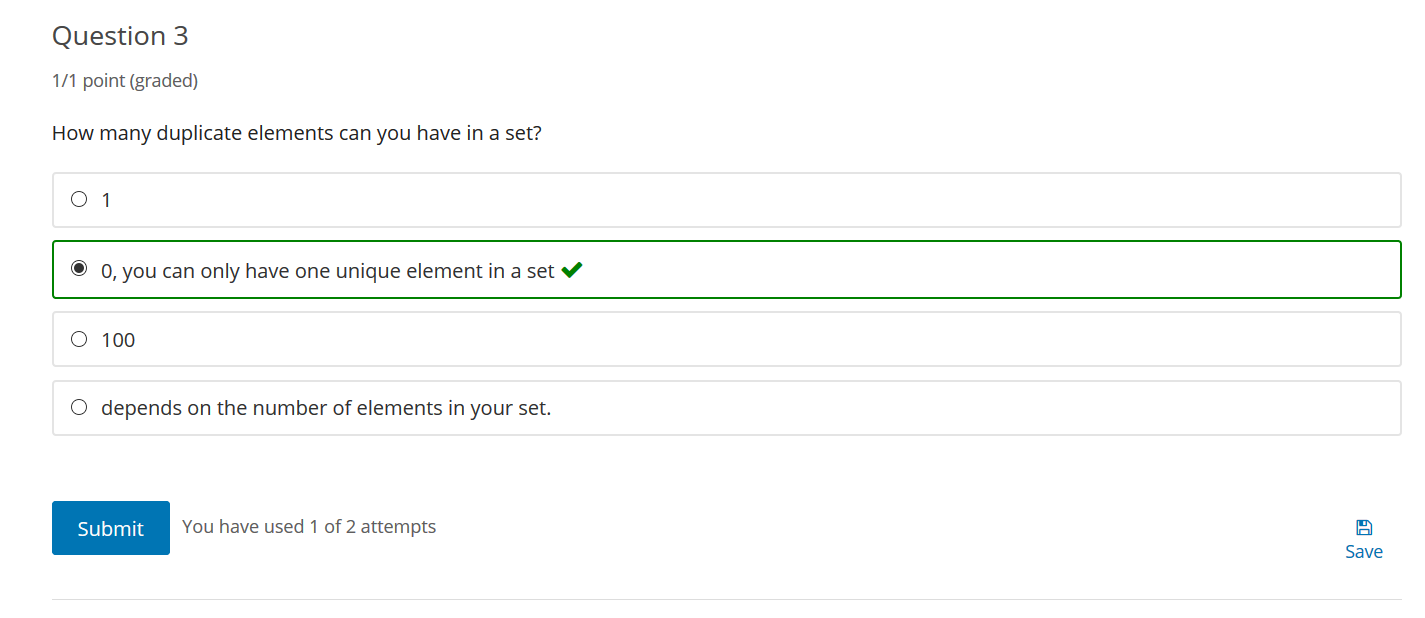 Question 3
1/1 point (graded)
How many duplicate elements can you have in a set?
1
0, you can only have one unique element in a set
100
depends on the number of elements in your set.
Submit You have used 1 of 2 attempts
Save